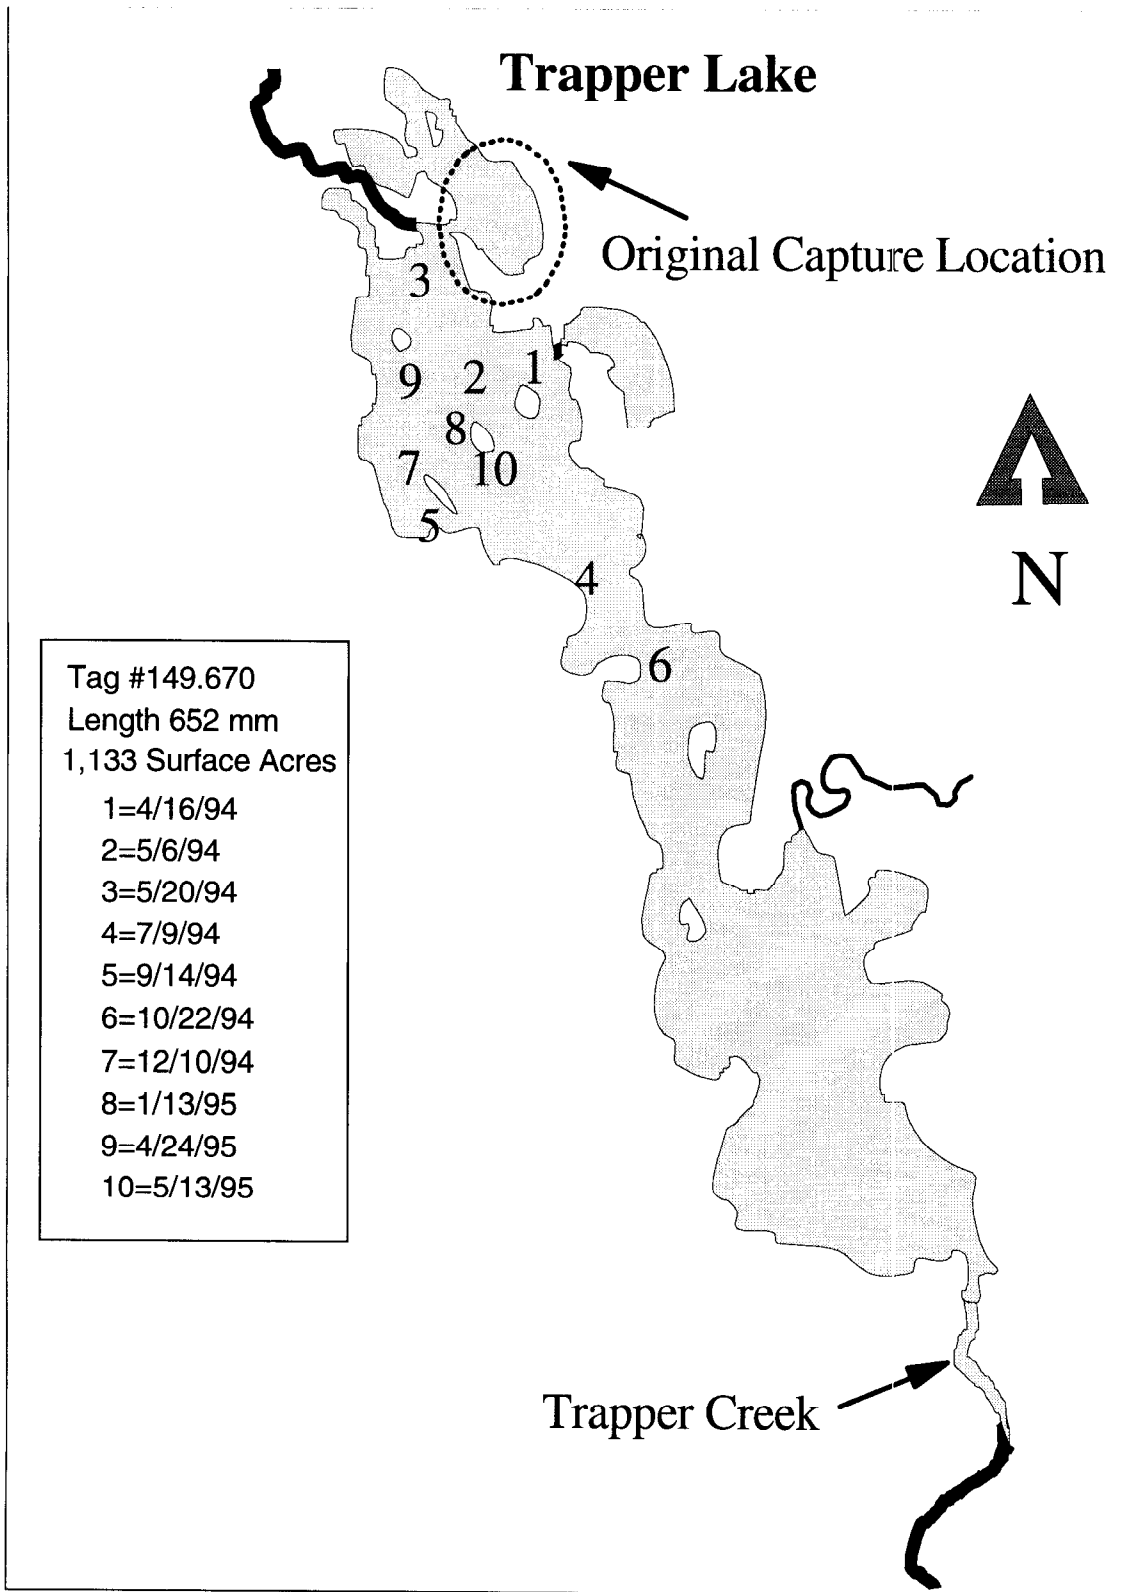 Trapper Lake
Original Capture Location
3
9
2
1
8
7
10
5
4
N
6
Tag #149.670
Length 652 mm
1,133 Surface Acres
1=4/16/94
2=5/6/94
3=5/20/94
4=7/9/94
5=9/14/94
6=10/22/94
7=12/10/94
8=1/13/95
9=4/24/95
10=5/13/95
Trapper Creek